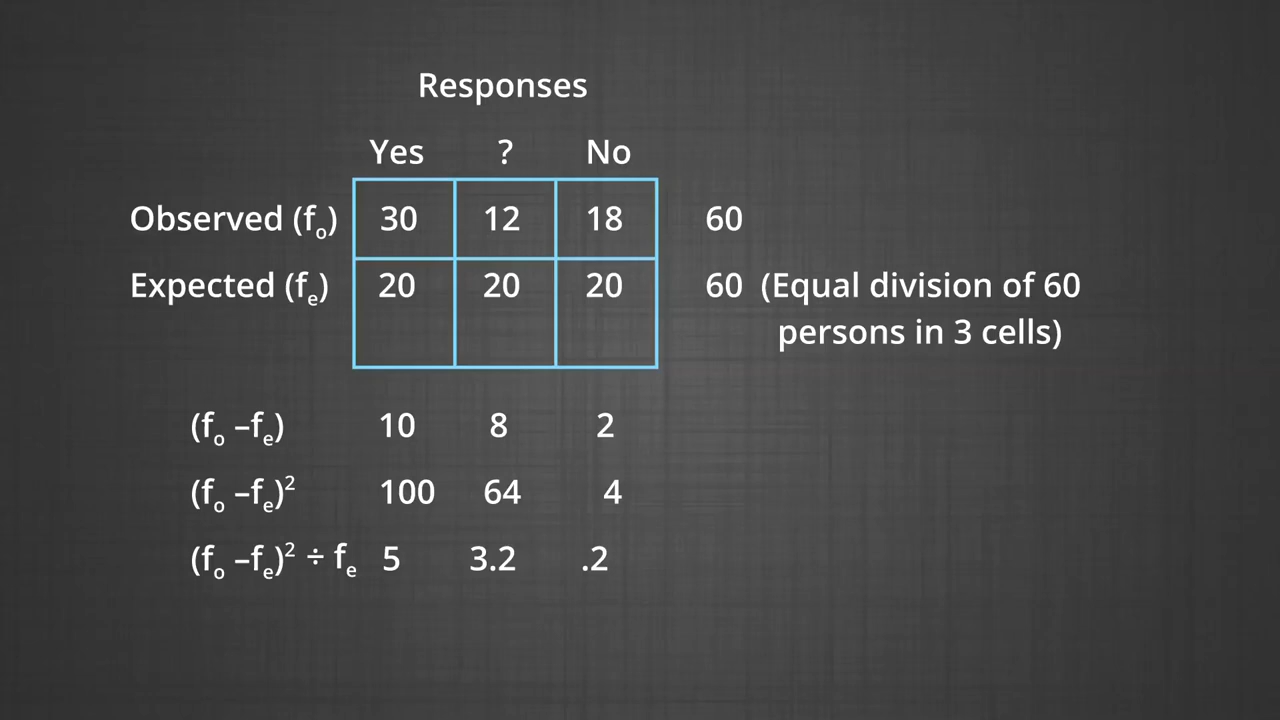 Responses
Yes ? No
Observed (fₒ) 30 12 18 60
Expected (fₑ) 20 20 20 60 (Equal division of 60
persons in 3 cells)
(fₒ –fₑ) 10 8 2
(fₒ –fₑ)² 100 64 4
(fₒ –fₑ)² ÷ fₑ 5 3.2 .2